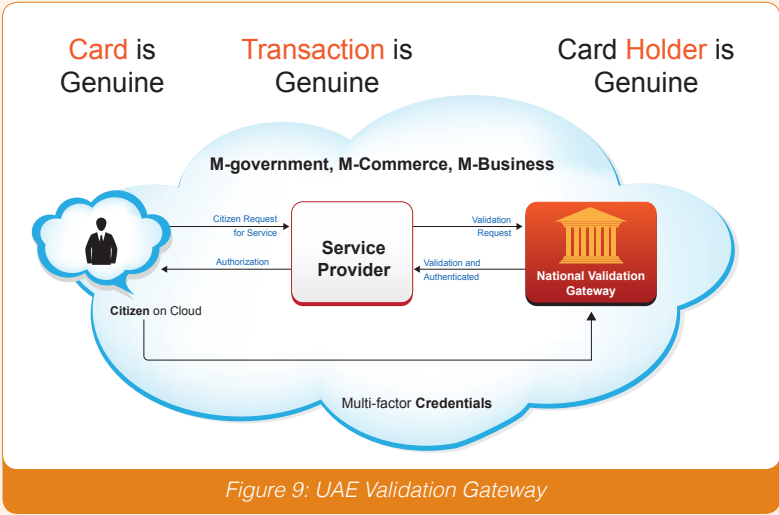 Card is
Genuine
Transaction is
Genuine
Card Holder is
Genuine
M-government, M-Commerce, M-Business
Citizen Request
for Service
Authorization
Service
Provider
Validation
Request
Validation and
Authenticated
National Validation
Gateway
Citizen on Cloud
Multi-factor Credentials
Figure 9: UAE Validation Gateway